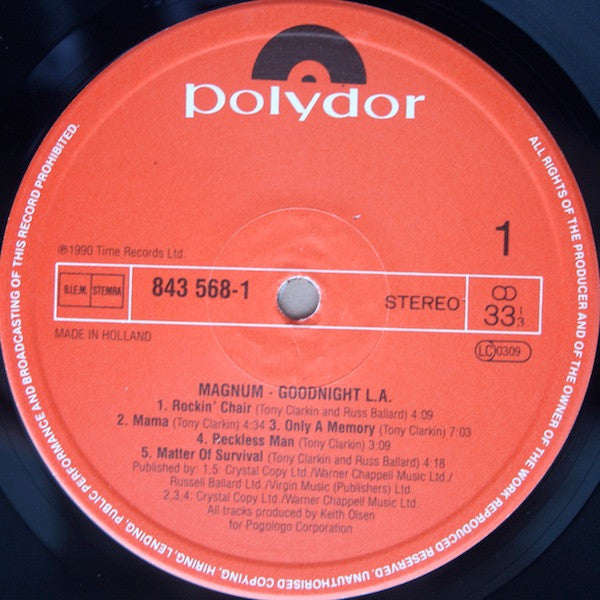 polydor
ALL RIGHTS OF THE PRODUCER AND OF THE OWNER OF THE WORK REPRODUCED RESERVED. UNAUTHORISED COPYING, HIRING, LENDING, PUBLIC PERFORMANCE AND BROADCASTING OF THIS RECORD PROHIBITED.
℗1990 Time Records Ltd.
1
B.I.E.M. STEMRA
843 568-1
STEREO
33 1/3
MADE IN HOLLAND
LC 0309
MAGNUM - GOODNIGHT L.A.
1. Rockin' Chair (Tony Clarkin and Russ Ballard) 4:09
2. Mama (Tony Clarkin) 4:34 3. Only A Memory (Tony Clarkin) 7:03
4. Reckless Man (Tony Clarkin) 3:09
5. Matter Of Survival (Tony Clarkin and Russ Ballard) 4:18
Published by: 1.5: Crystal Copy Ltd./Warner Chappell Music Ltd./
Russell Ballard Ltd./Virgin Music (Publishers) Ltd.
2,3,4: Crystal Copy Ltd./Warner Chappell Music Ltd.
All tracks produced by Keith Olsen
for Pogologo Corporation